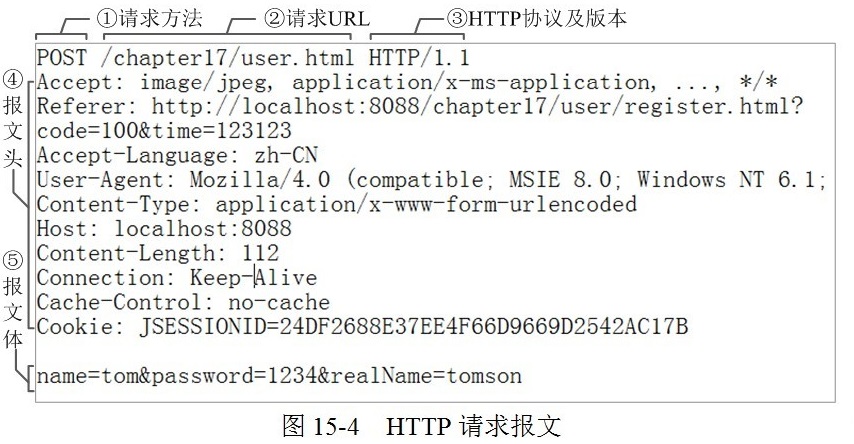 ①请求方法 ②请求URL ③HTTP协议及版本
POST /chapter17/user.html HTTP/1.1
④报文头
Accept: image/jpeg, application/x-ms-application, ..., */*
Referer: http://localhost:8088/chapter17/user/register.html?
code=100&time=123123
Accept-Language: zh-CN
User-Agent: Mozilla/4.0 (compatible; MSIE 8.0; Windows NT 6.1;
Content-Type: application/x-www-form-urlencoded
Host: localhost:8088
Content-Length: 112
Connection: Keep-Alive
Cache-Control: no-cache
Cookie: JSESSIONID=24DF2688E37EE4F66D9669D2542AC17B
⑤报文体
name=tom&password=1234&realName=tomson
图 15-4 HTTP 请求报文